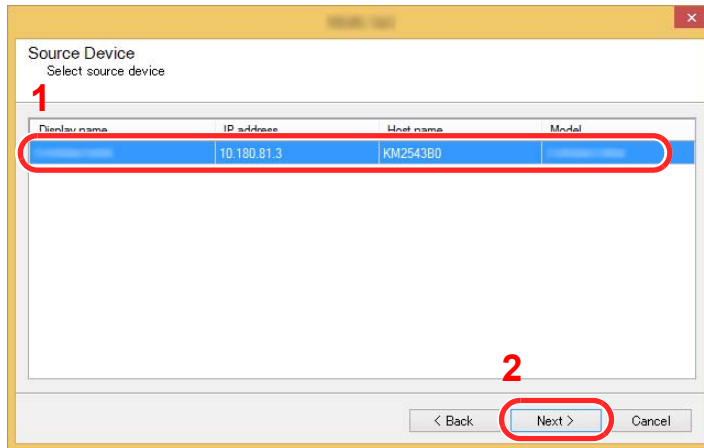 Source Device
Select source device
1
Display name IP address Host name Model
10.180.81.3 KM2543B0
2
< Back Next > Cancel